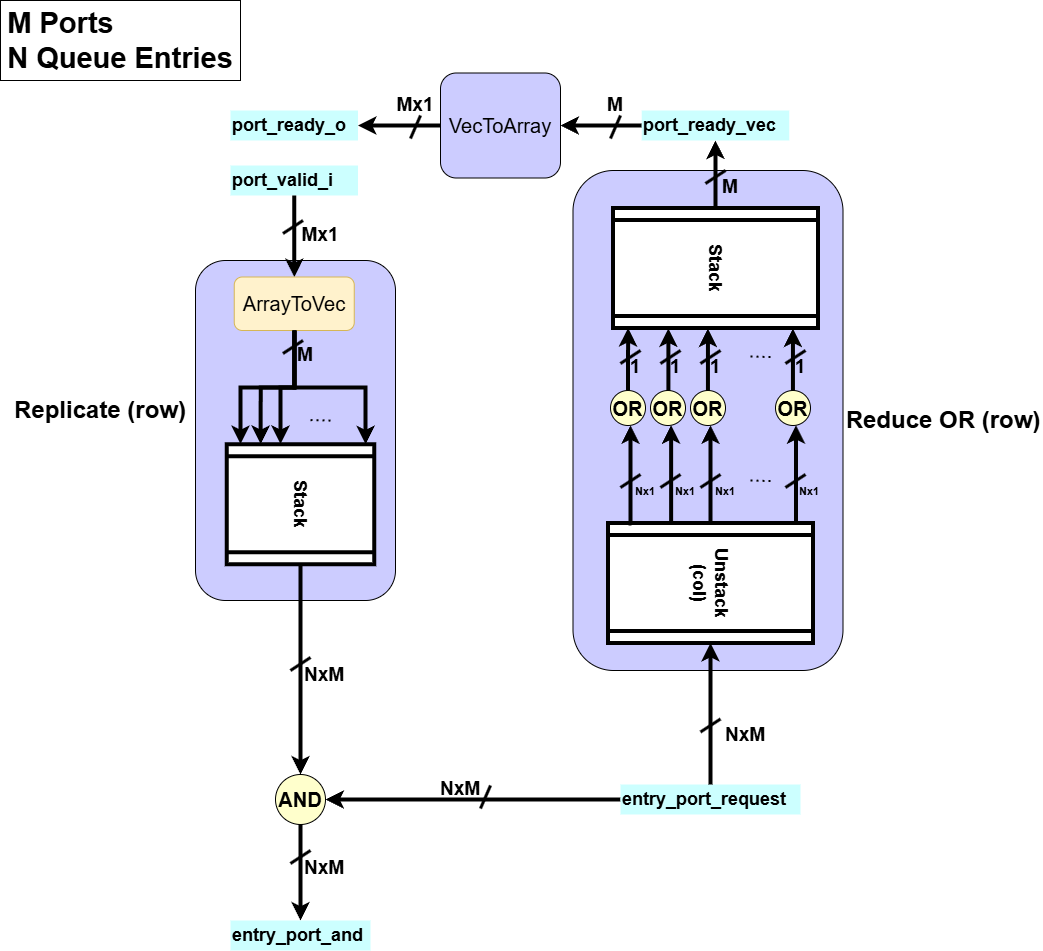 M Ports
N Queue Entries
Mx1
M
port_ready_o
VecToArray
port_ready_vec
port_valid_i
M
Mx1
Stack
ArrayToVec
M
1
1
1
....
1
Replicate (row)
....
OR
OR
OR
OR
Reduce OR (row)
Stack
Nx1
Nx1
Nx1
....
Nx1
Unstack
(col)
NxM
NxM
NxM
AND
entry_port_request
NxM
entry_port_and